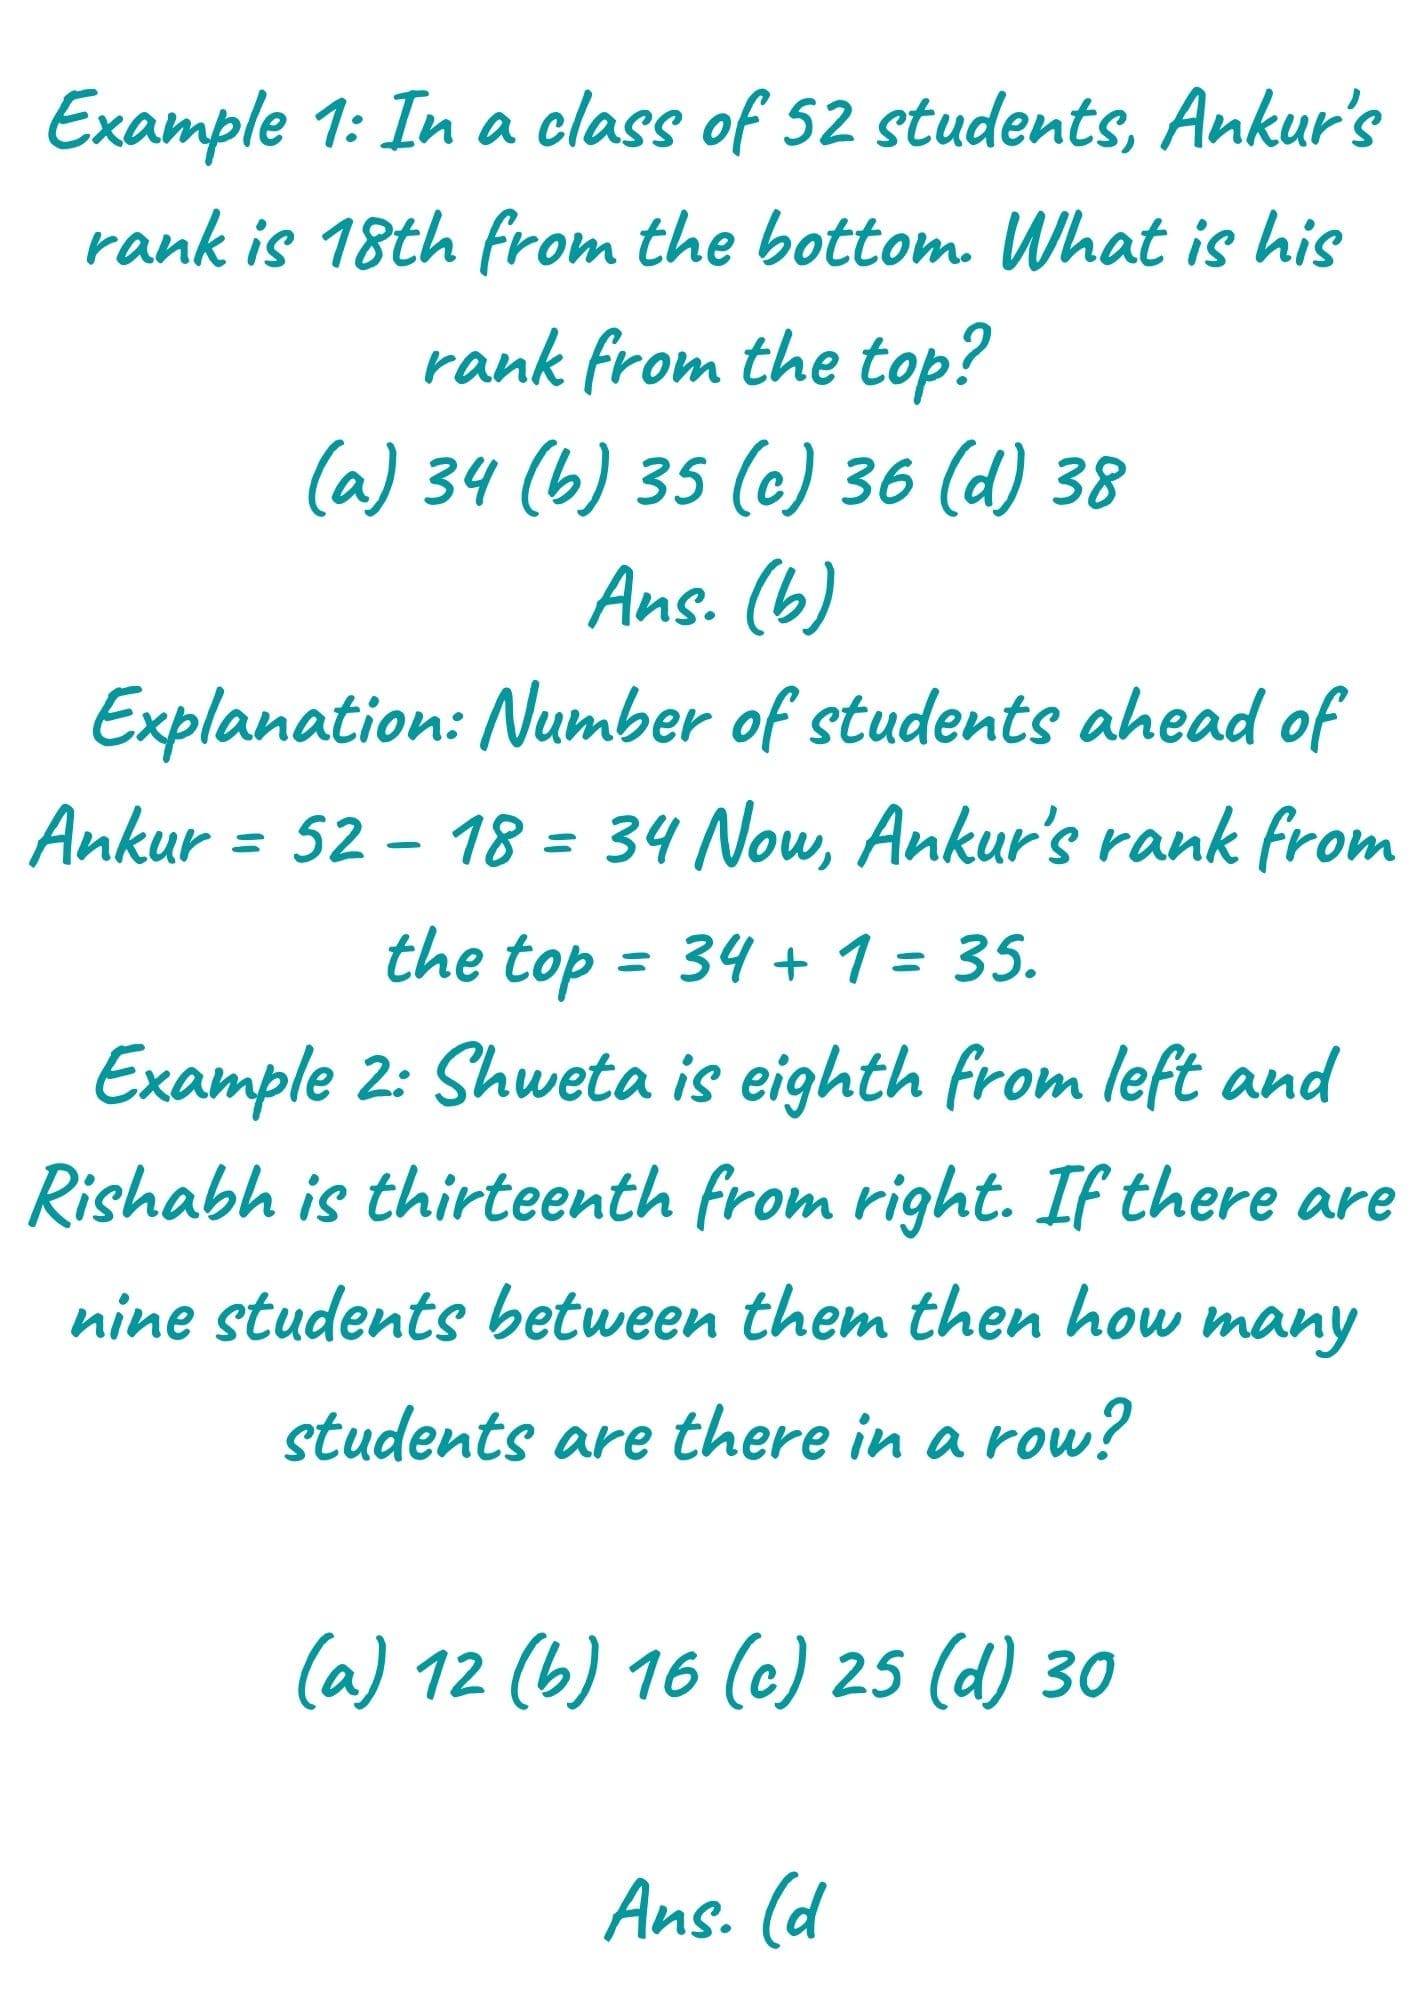 Example 1: In a class of 52 students, Ankur's
rank is 18th from the bottom. What is his
rank from the top?
(a) 34 (b) 35 (c) 36 (d) 38
Ans. (b)
Explanation: Number of students ahead of
Ankur = 52 – 18 = 34 Now, Ankur's rank from
the top = 34 + 1 = 35.
Example 2: Shweta is eighth from left and
Rishabh is thirteenth from right. If there are
nine students between them then how many
students are there in a row?
(a) 12 (b) 16 (c) 25 (d) 30
Ans. (d